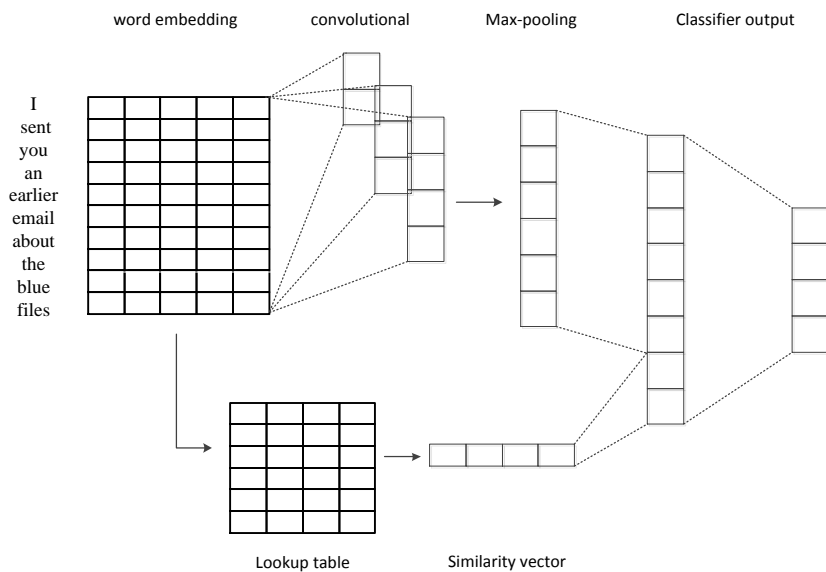 word embedding
convolutional
Max-pooling
Classifier output
I
sent
you
an
earlier
email
about
the
blue
files
Lookup table
Similarity vector